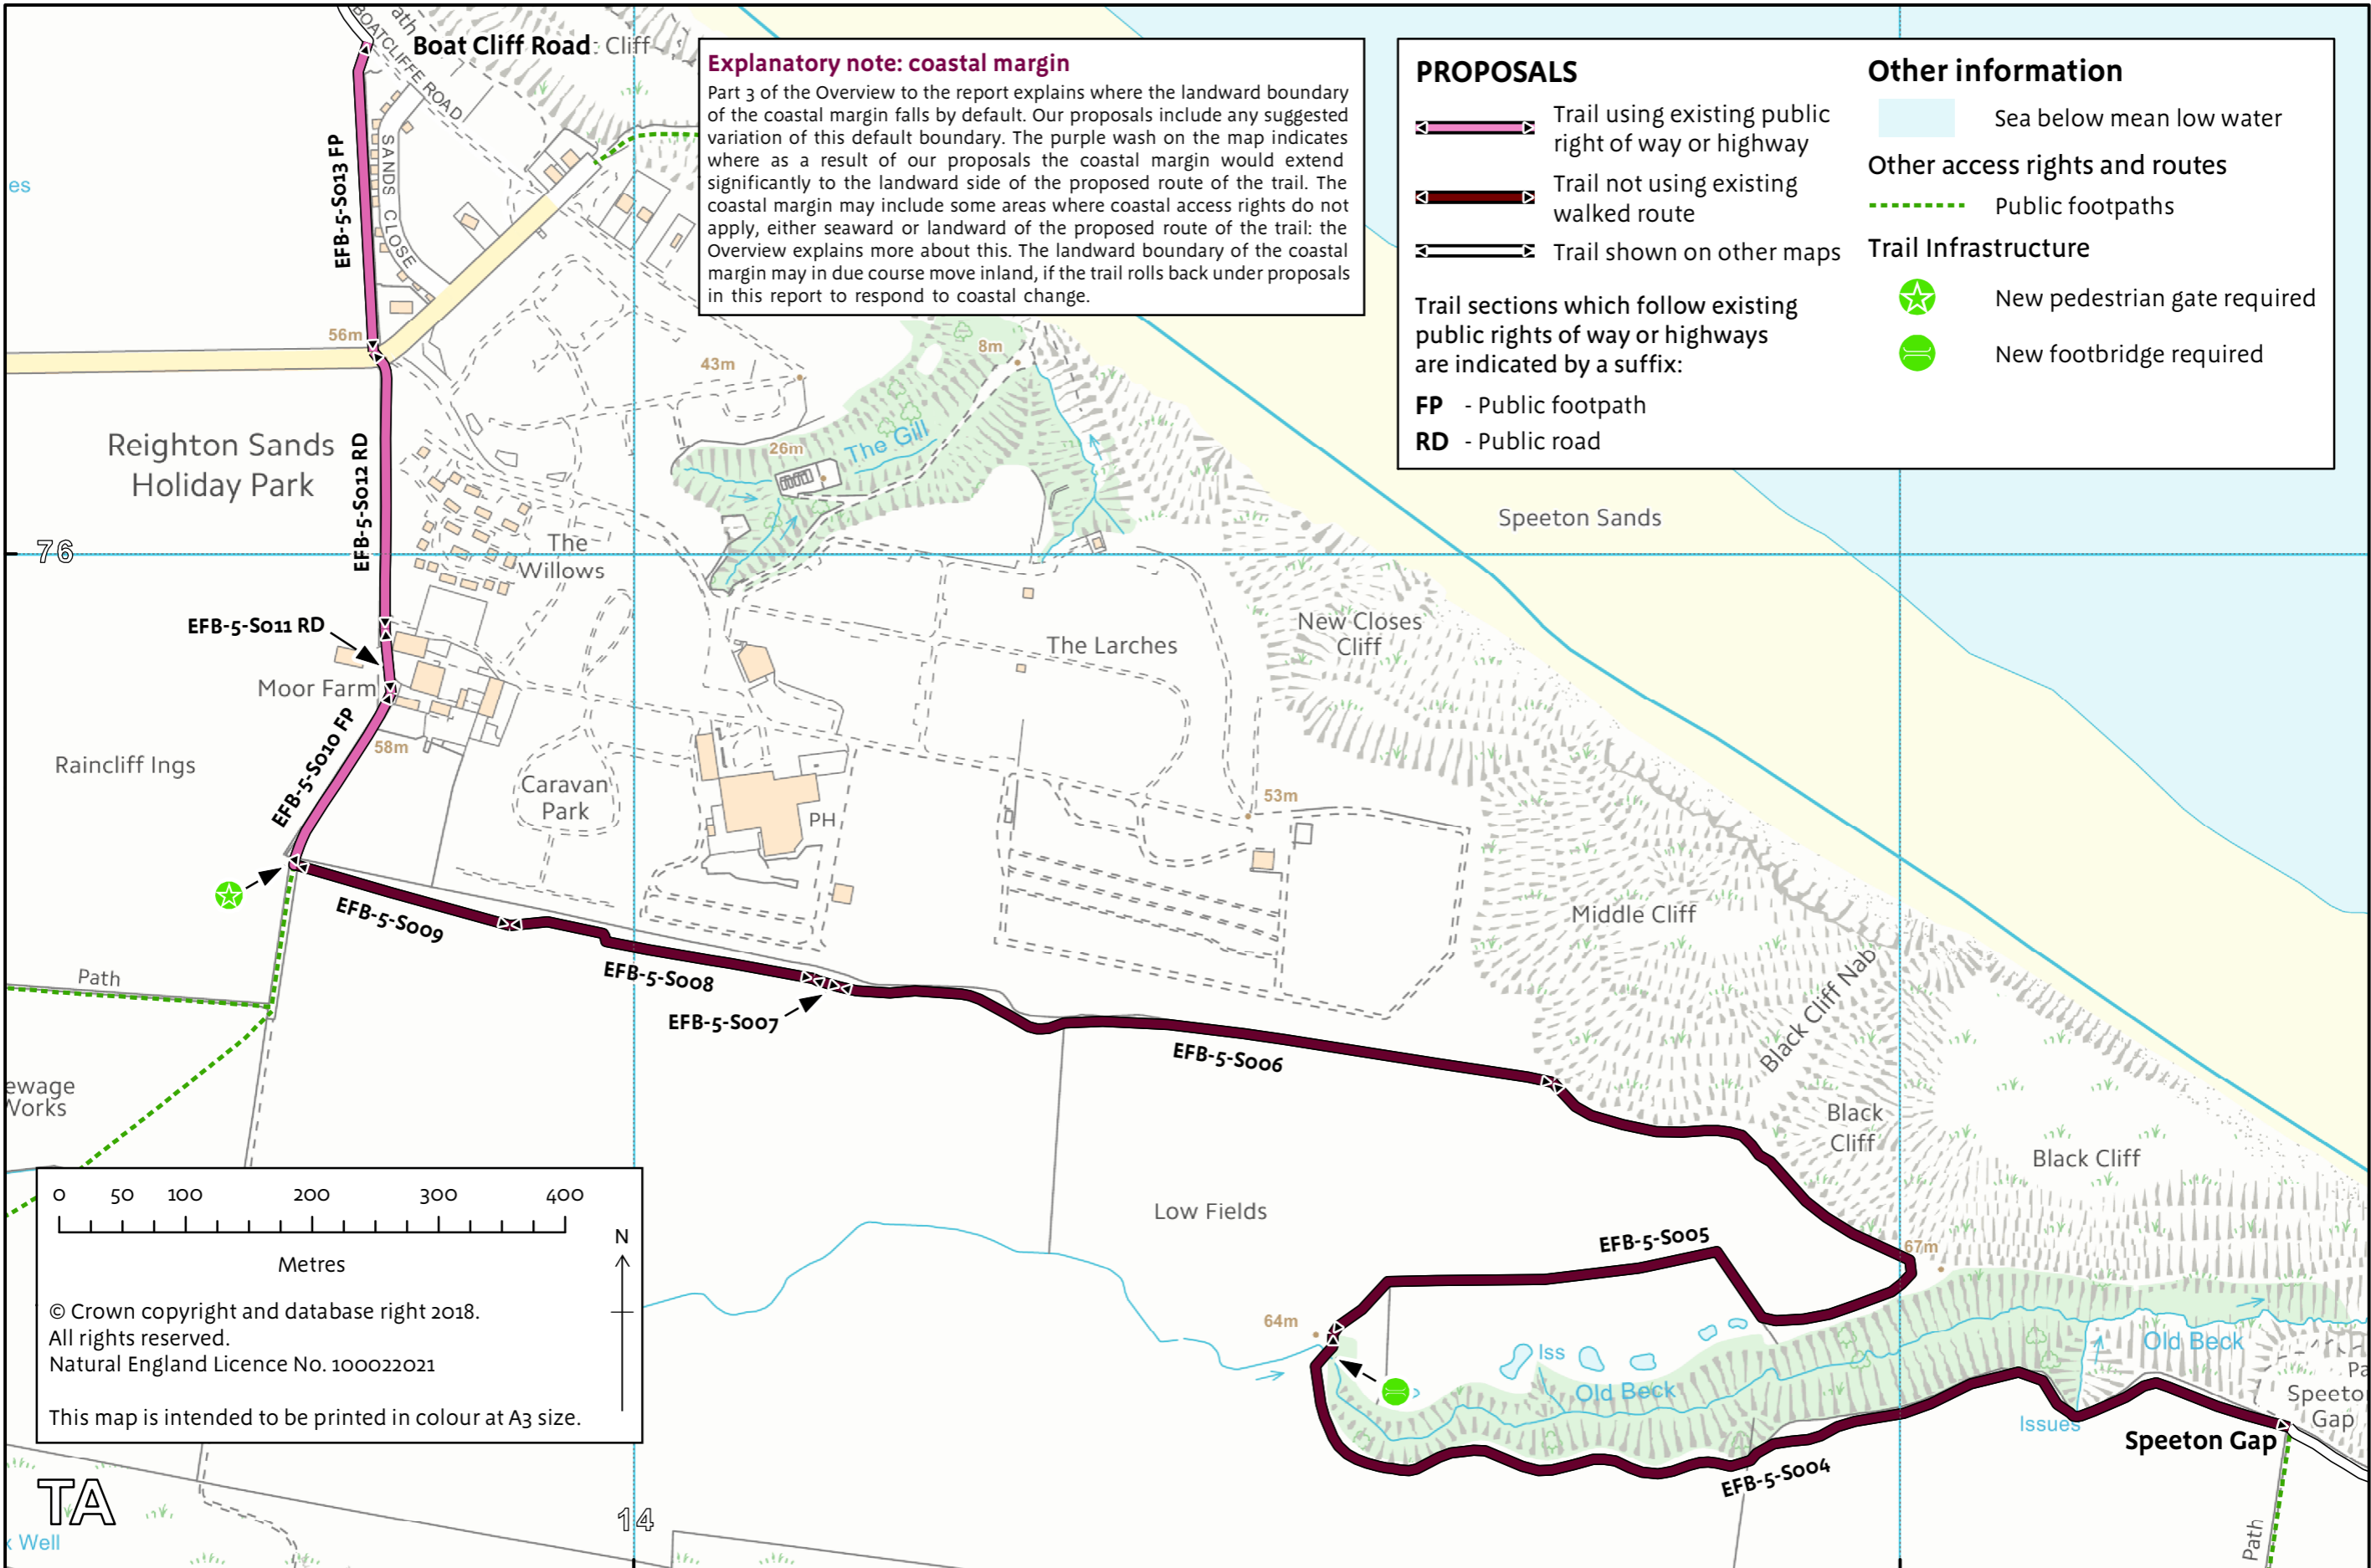 Boat Cliff Road
: Cliff
ath
BOATCLIFFE ROAD
SANDS CLOSE
EFB-5-S013 FP
es
56m
Explanatory note: coastal margin
Part 3 of the Overview to the report explains where the landward boundary
of the coastal margin falls by default. Our proposals include any suggested
variation of this default boundary. The purple wash on the map indicates
where as a result of our proposals the coastal margin would extend
significantly to the landward side of the proposed route of the trail. The
coastal margin may include some areas where coastal access rights do not
apply, either seaward or landward of the proposed route of the trail: the
Overview explains more about this. The landward boundary of the coastal
margin may in due course move inland, if the trail rolls back under proposals
in this report to respond to coastal change.
PROPOSALS
Trail using existing public
right of way or highway
Trail not using existing
walked route
Trail shown on other maps
Trail sections which follow existing
public rights of way or highways
are indicated by a suffix:
FP - Public footpath
RD - Public road
Other information
Sea below mean low water
Other access rights and routes
Public footpaths
Trail Infrastructure
New pedestrian gate required
New footbridge required
43m
8m
26m
The Gill
Reighton Sands
Holiday Park
EFB-5-S012 RD
Speeton Sands
76
The
Willows
EFB-5-S011 RD
New Closes
Cliff
The Larches
Moor Farm
58m
EFB-5-S010 FP
Raincliff Ings
Caravan
Park
PH
53m
Middle Cliff
EFB-5-S009
Path
EFB-5-S008
EFB-5-S007
Black Cliff Nab
EFB-5-S006
ewage
Works
Black
Cliff
Black Cliff
Low Fields
EFB-5-S005
67m
64m
Iss
Old Beck
Old Beck
Pa
Speeto
Gap
Issues
Speeton Gap
EFB-5-S004
Path
0 50 100 200 300 400
Metres
N
© Crown copyright and database right 2018.
All rights reserved.
Natural England Licence No. 100022021
This map is intended to be printed in colour at A3 size.
TA
14
k Well